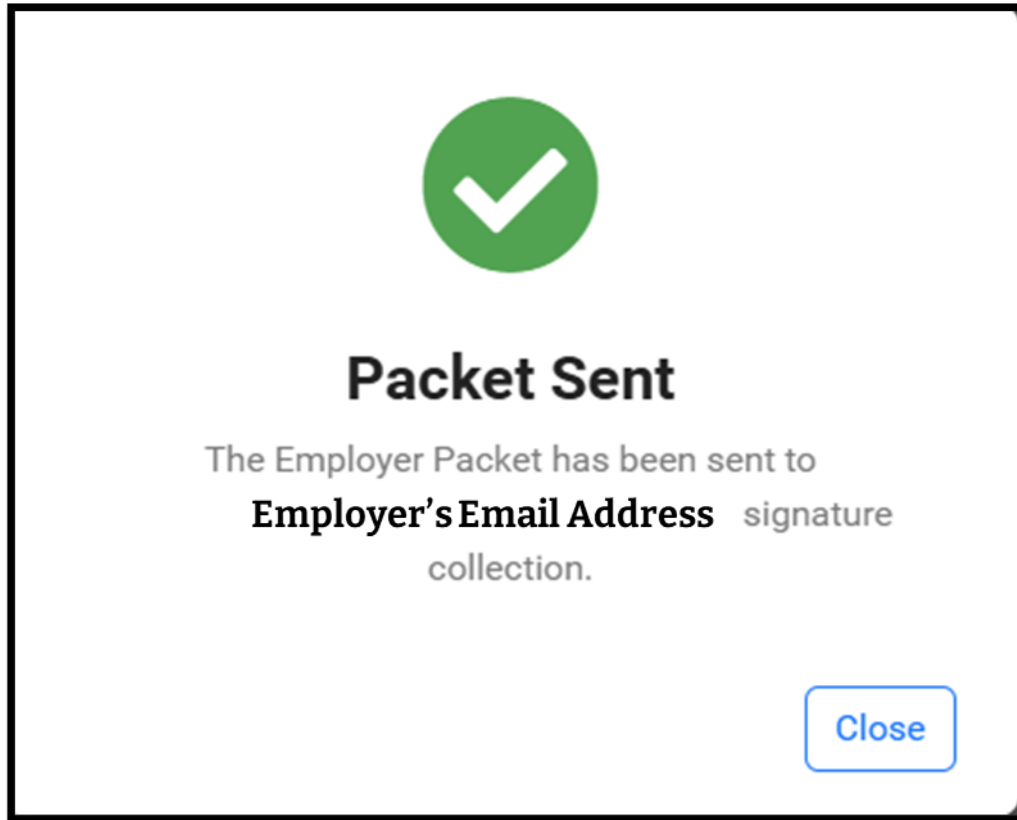 Packet Sent
The Employer Packet has been sent to
Employer’s Email Address signature
collection.
Close